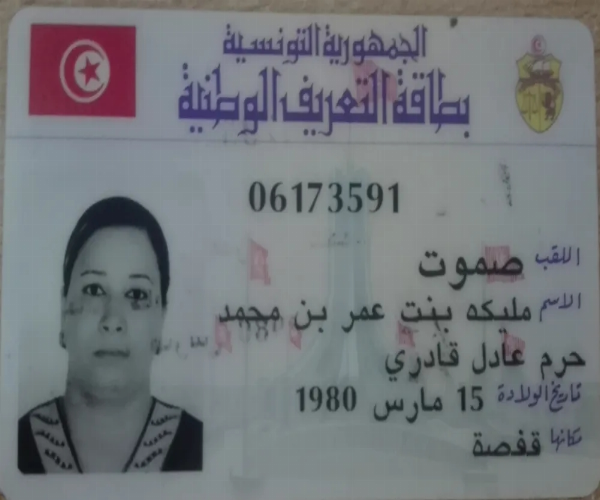 الجمهورية التونسية
بطاقة التعريف الوطنية
06173591
اللقب صموت
الاسم مليكه بنت عمر بن محمد
حرم عادل قادري
تاريخ الولادة 15 مارس 1980
مكانها قفصة